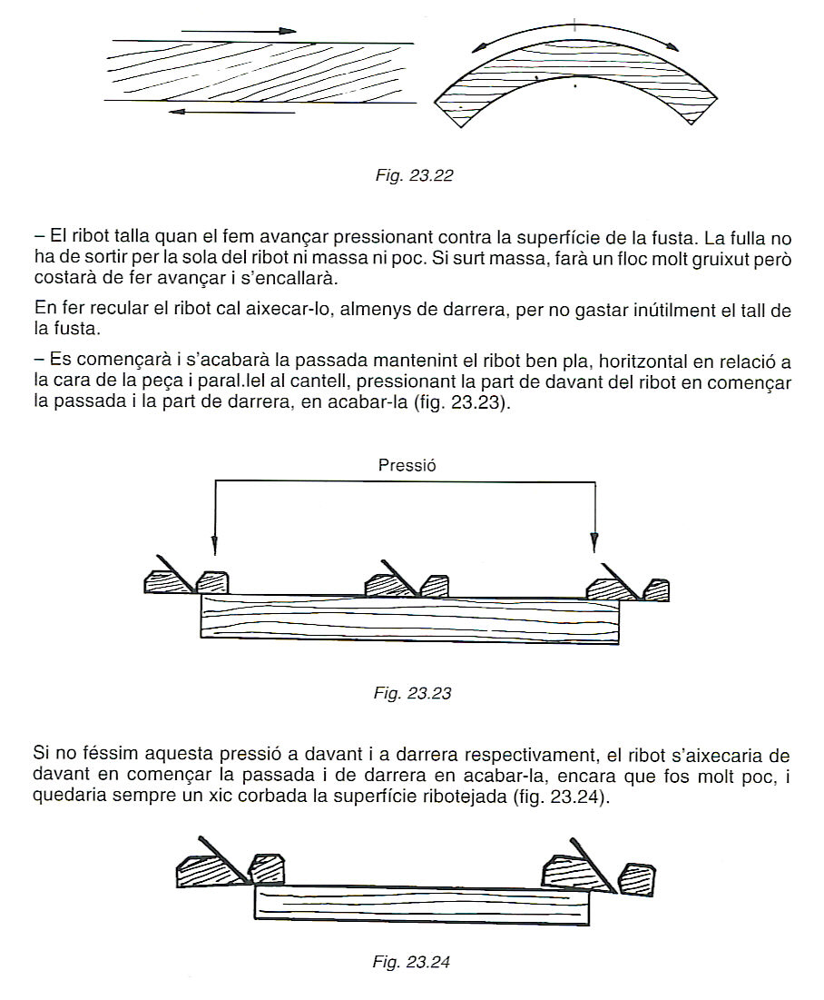 Fig. 23.22
– El ribot talla quan el fem avançar pressionant contra la superfície de la fusta. La fulla no
ha de sortir per la sola del ribot ni massa ni poc. Si surt massa, farà un floc molt gruixut però
costarà de fer avançar i s'encallarà.
En fer recular el ribot cal aixecar-lo, almenys de darrera, per no gastar inútilment el tall de
la fusta.
– Es començarà i s'acabarà la passada mantenint el ribot ben pla, horitzontal en relació a
la cara de la peça i paral.lel al cantell, pressionant la part de davant del ribot en començar
la passada i la part de darrera, en acabar-la (fig. 23.23).
Pressió
Fig. 23.23
Si no féssim aquesta pressió a davant i a darrera respectivament, el ribot s'aixecaria de
davant en començar la passada i de darrera en acabar-la, encara que fos molt poc, i
quedaria sempre un xic corbada la superfície ribotejada (fig. 23.24).
Fig. 23.24